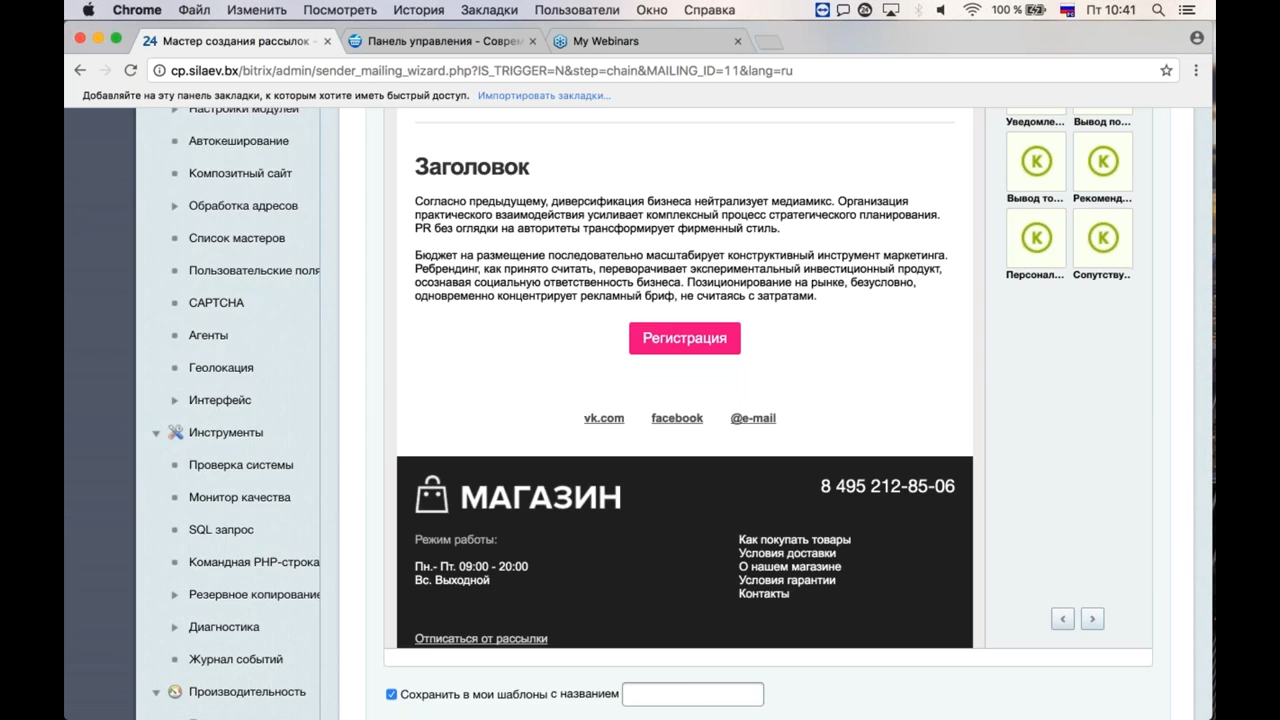 Chrome Файл Изменить Посмотреть История Закладки Пользователи Окно Справка 100 % Пт 10:41
24 Мастер создания рассылок - × Панель управления - Соврем × My Webinars ×
cp.silaev.bx/bitrix/admin/sender_mailing_wizard.php?IS_TRIGGER=N&step=chain&MAILING_ID=11&lang=ru
Добавляйте на эту панель закладки, к которым хотите иметь быстрый доступ. Импортировать закладки...
Настройки модулей
Автокеширование
Композитный сайт
Обработка адресов
Список мастеров
Пользовательские поля
CAPTCHA
Агенты
Геолокация
Интерфейс
Инструменты
Проверка системы
Монитор качества
SQL запрос
Командная PHP-строка
Резервное копирование
Диагностика
Журнал событий
Производительность
Заголовок
Согласно предыдущему, диверсификация бизнеса нейтрализует медиамикс. Организация
практического взаимодействия усиливает комплексный процесс стратегического планирования.
PR без оглядки на авторитеты трансформирует фирменный стиль.
Бюджет на размещение последовательно масштабирует конструктивный инструмент маркетинга.
Ребрендинг, как принято считать, переворачивает экспериментальный инвестиционный продукт,
осознавая социальную ответственность бизнеса. Позиционирование на рынке, безусловно,
одновременно концентрирует рекламный бриф, не считаясь с затратами.
Регистрация
vk.com facebook @e-mail
МАГАЗИН
8 495 212-85-06
Режим работы:
Пн.- Пт. 09:00 - 20:00
Вс. Выходной
Как покупать товары
Условия доставки
О нашем магазине
Условия гарантии
Контакты
Отписаться от рассылки
Сохранить в мои шаблоны с названием
Уведомле... Вывод по...
K K
Вывод то... Рекоменд...
K K
Персонал... Сопутству..